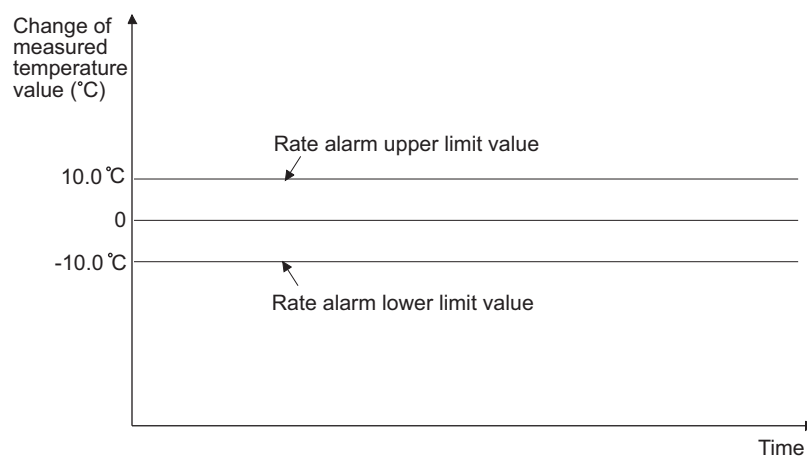 Change of
measured
temperature
value (°C)
Rate alarm upper limit value
10.0 °C
0
-10.0 °C
Rate alarm lower limit value
Time